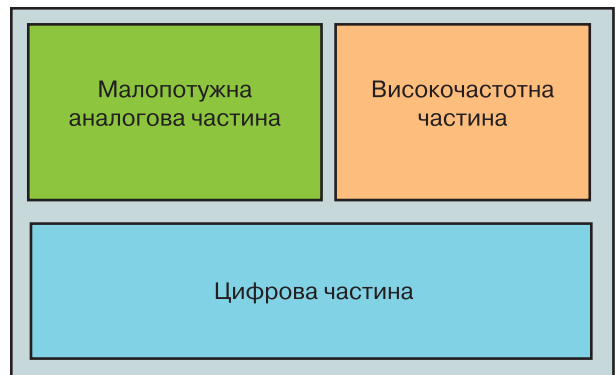 Малопотужна
аналогова частина
Високочастотна
частина
Цифрова частина